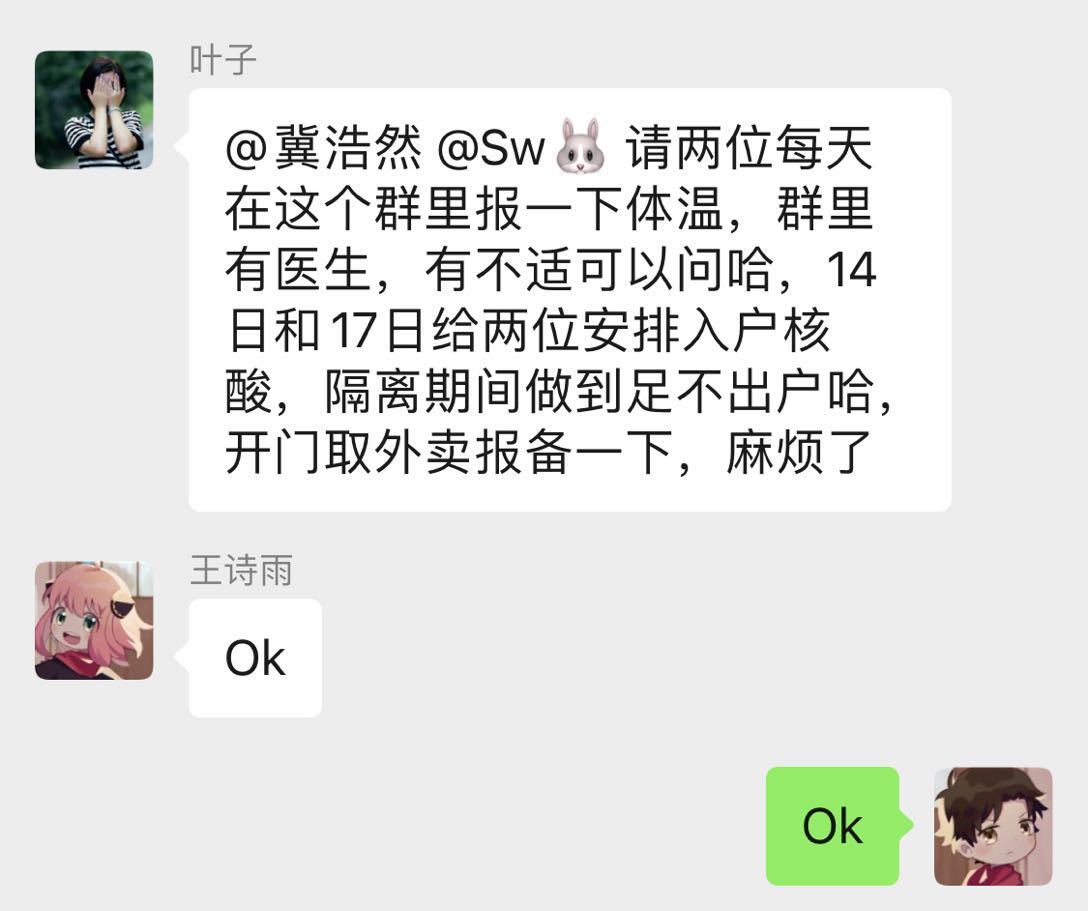 叶子
@冀浩然 @Sw🐰 请两位每天
在这个群里报一下体温，群里
有医生，有不适可以问哈，14
日和17日给两位安排入户核
酸，隔离期间做到足不出户哈，
开门取外卖报备一下，麻烦了
王诗雨
Ok
Ok